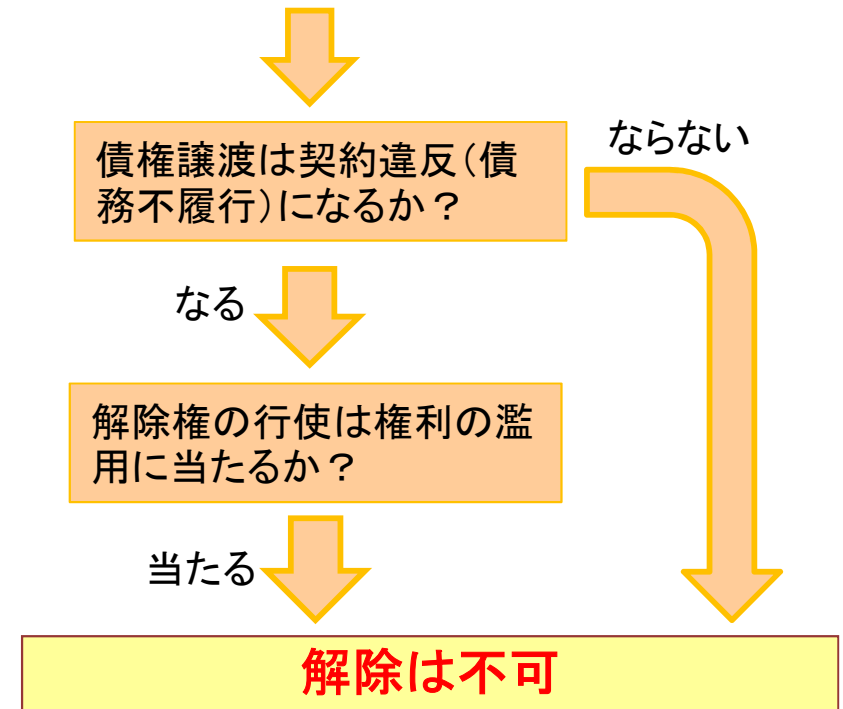 債権譲渡は契約違反(債
務不履行)になるか?
ならない
なる
解除権の行使は権利の濫
用に当たるか?
当たる
解除は不可